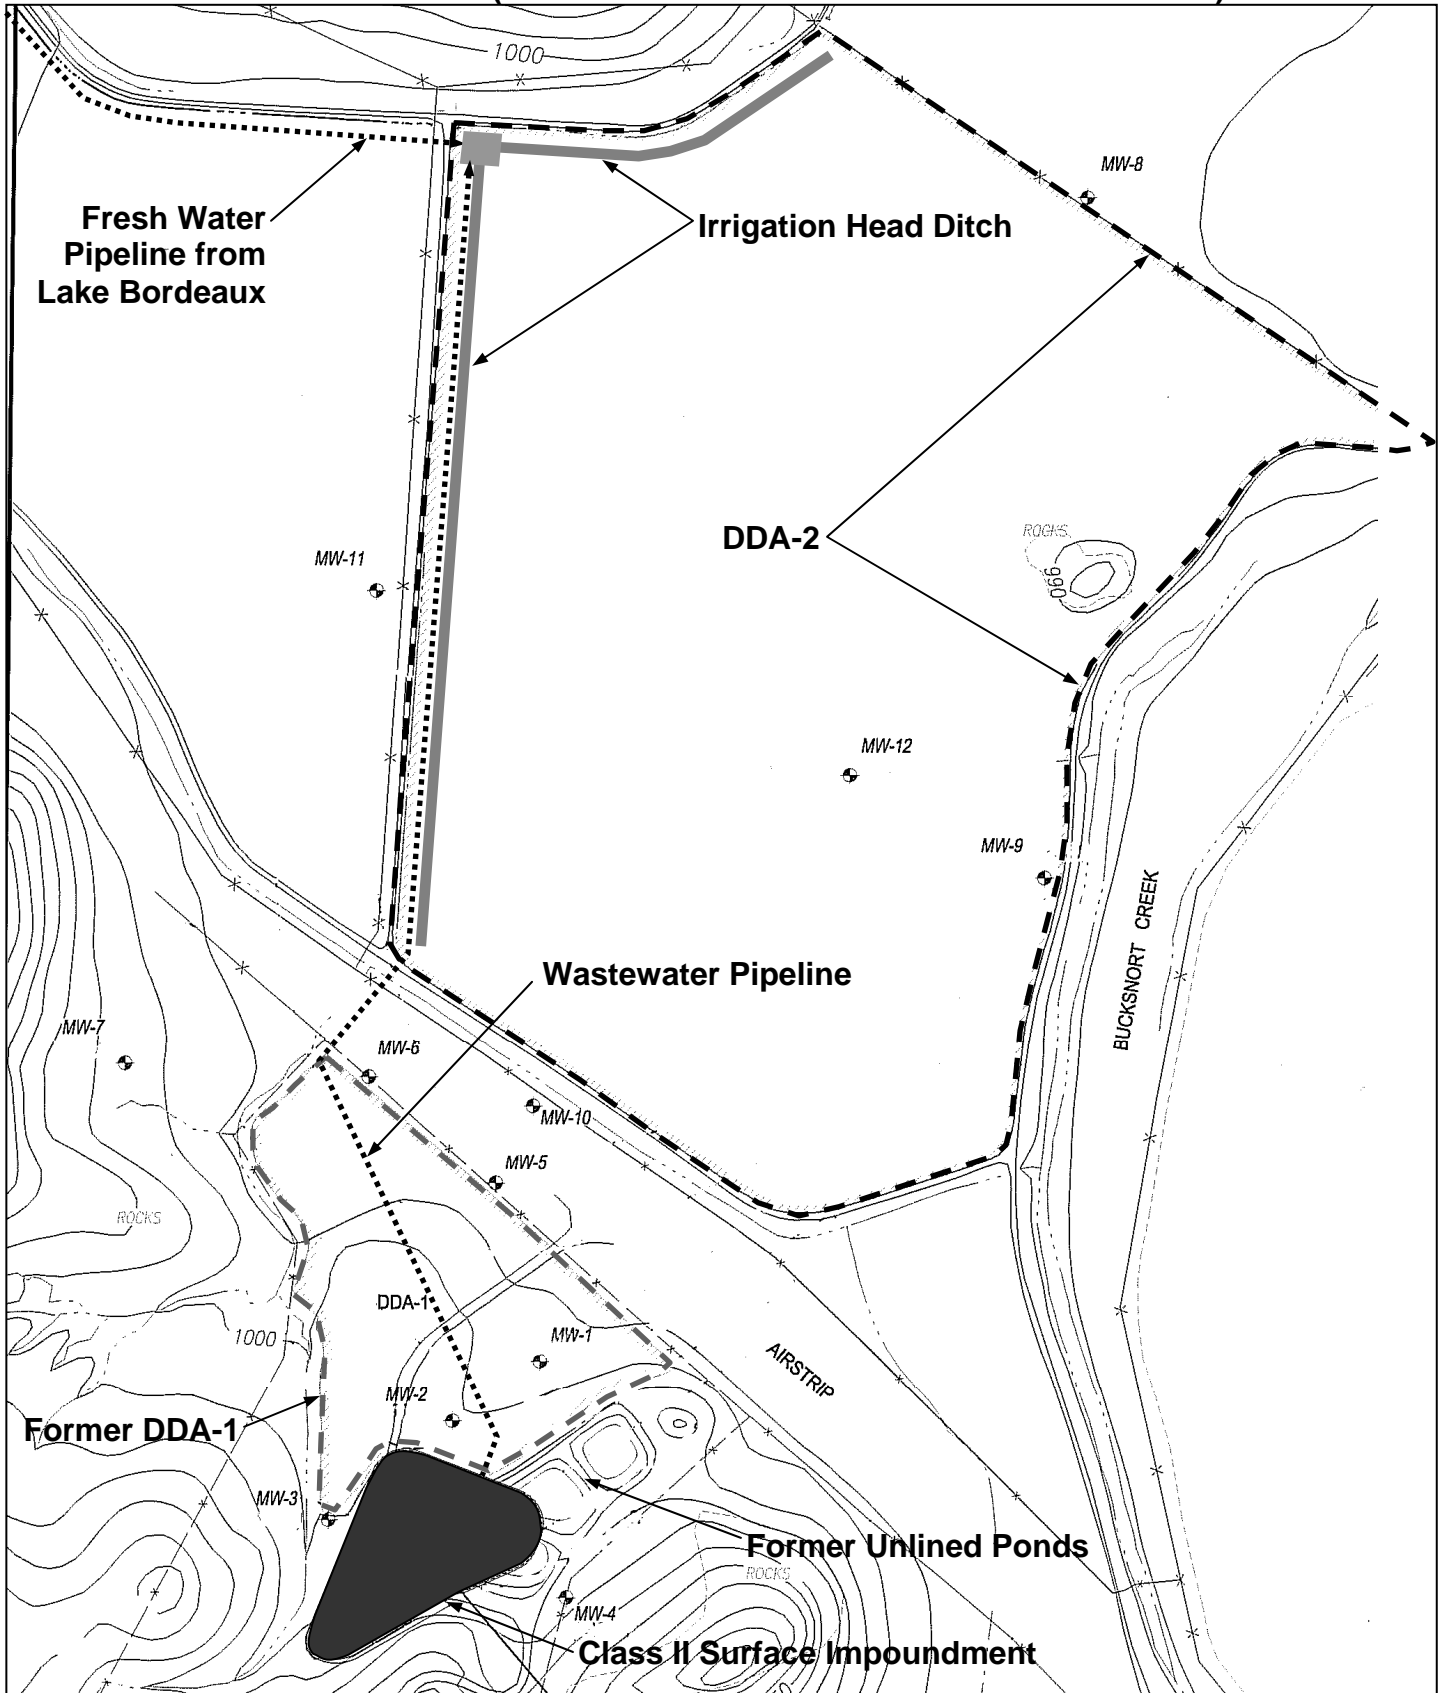 1000
MW-8
Fresh Water
Pipeline from
Lake Bordeaux
Irrigation Head Ditch
DDA-2
ROCKS
990
MW-11
MW-12
MW-9
BUCKSNORT CREEK
Wastewater Pipeline
MW-7
MW-6
MW-10
MW-5
ROCKS
DDA-1
1000
MW-1
AIRSTRIP
MW-2
Former DDA-1
MW-3
Former Unlined Ponds
ROCKS
MW-4
Class II Surface Impoundment